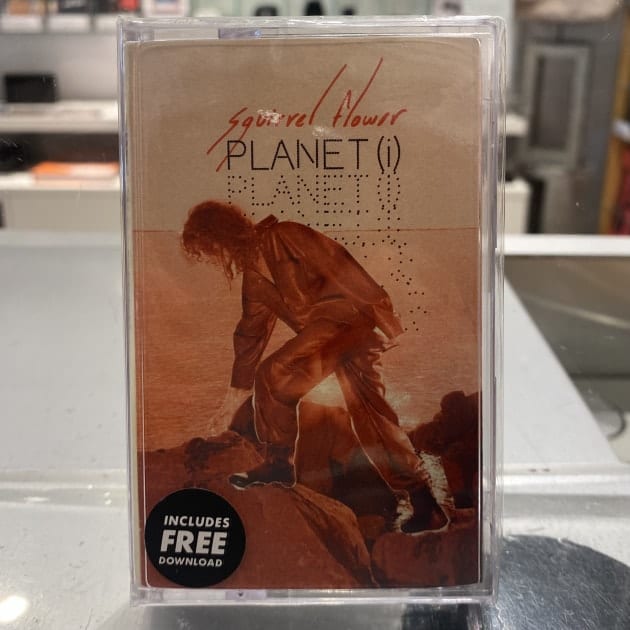 squirrel flower
PLANET (i)
PLANET (i)
INCLUDES
FREE
DOWNLOAD